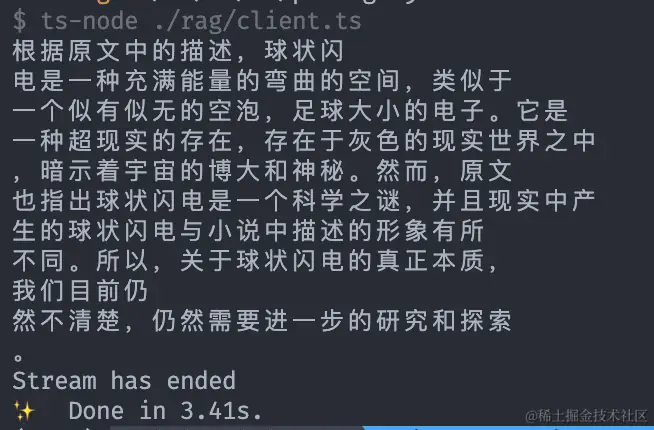 $ ts-node ./rag/client.ts
根据原文中的描述，球状闪
电是一种充满能量的弯曲的空间，类似于
一个似有似无的空泡，足球大小的电子。它是
一种超现实的存在，存在于灰色的现实世界之中
，暗示着宇宙的博大和神秘。然而，原文
也指出球状闪电是一个科学之谜，并且现实中产
生的球状闪电与小说中描述的形象有所
不同。所以，关于球状闪电的真正本质，
我们目前仍
然不清楚，仍然需要进一步的研究和探索
。
Stream has ended
✨  Done in 3.41s.
@稀土掘金技术社区